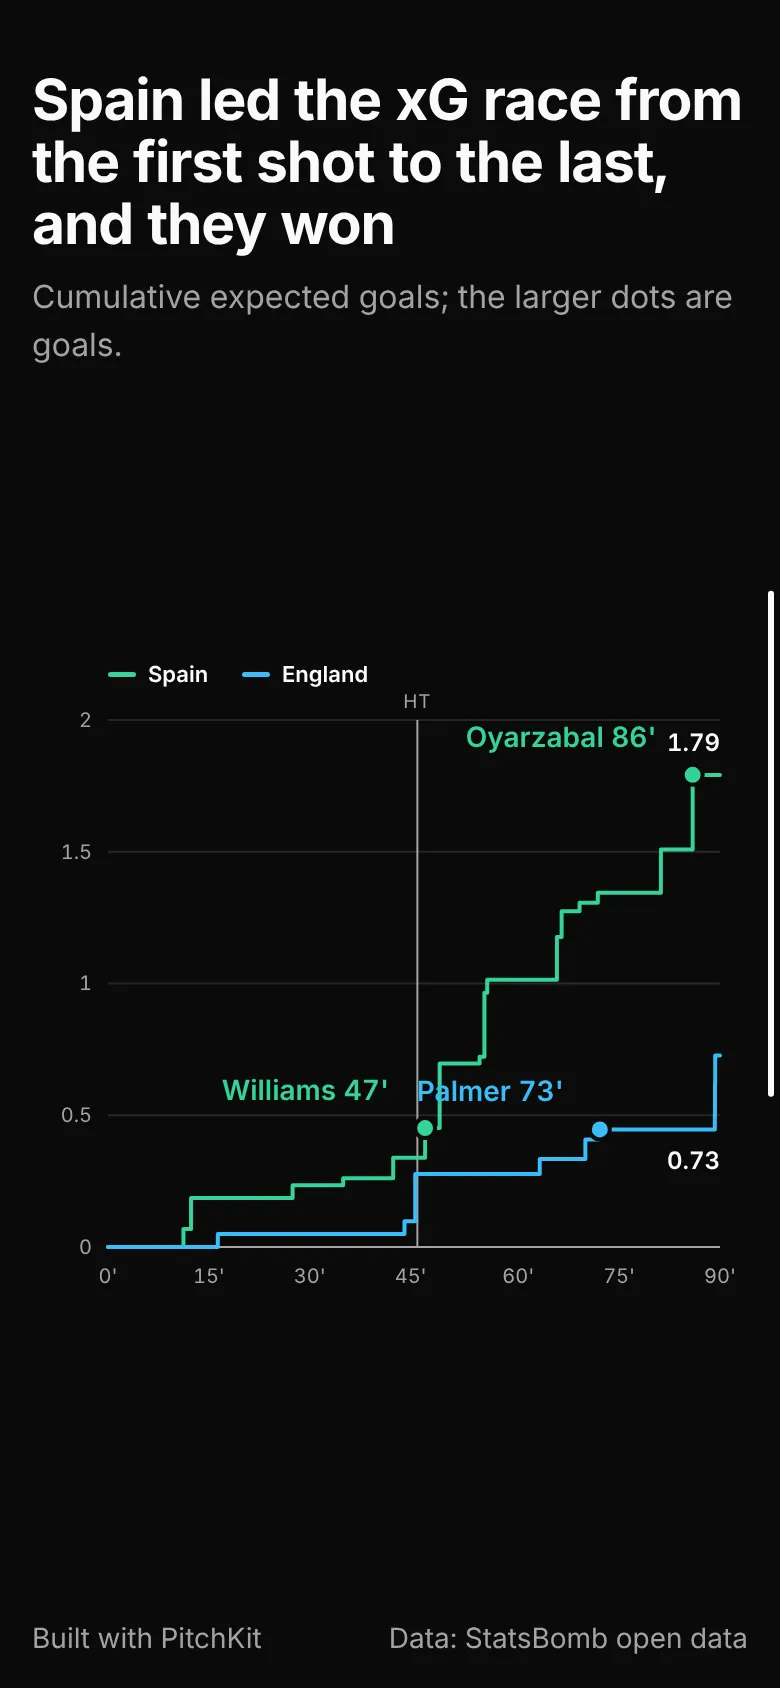 Spain led the xG race from
the first shot to the last,
and they won
Cumulative expected goals; the larger dots are
goals.
Spain England
HT
2
Oyarzabal 86' 1.79
1.5
1
Williams 47' Palmer 73'
0.5
0.73
0
0' 15' 30' 45' 60' 75' 90'
Built with PitchKit Data: StatsBomb open data